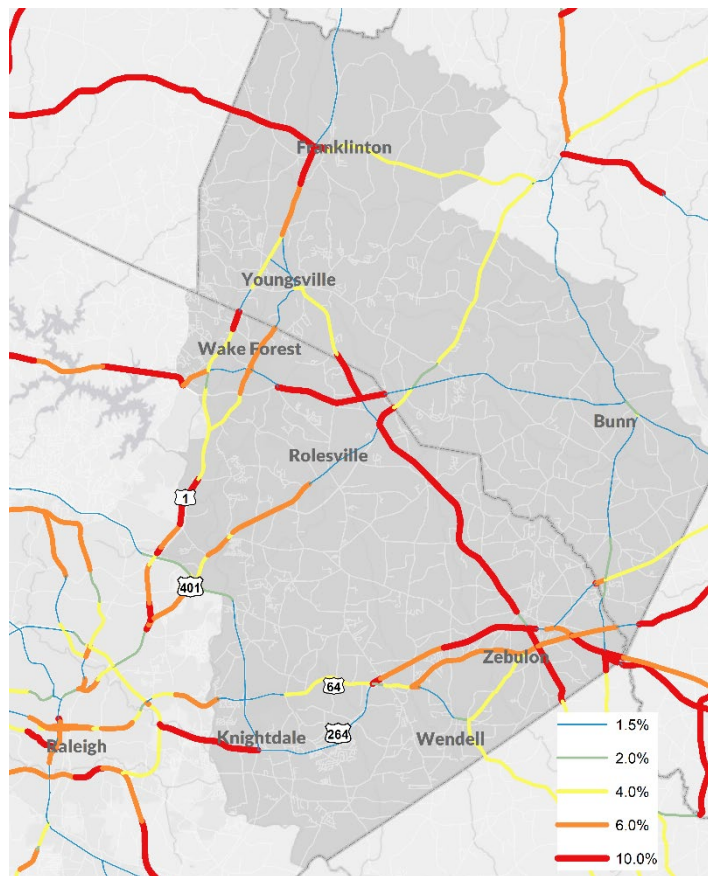 Franklinton
Youngsville
Wake Forest
Bunn
Rolesville
1
401
Zebulon
64
Knightdale
264
Wendell
Raleigh
1.5%
2.0%
4.0%
6.0%
10.0%